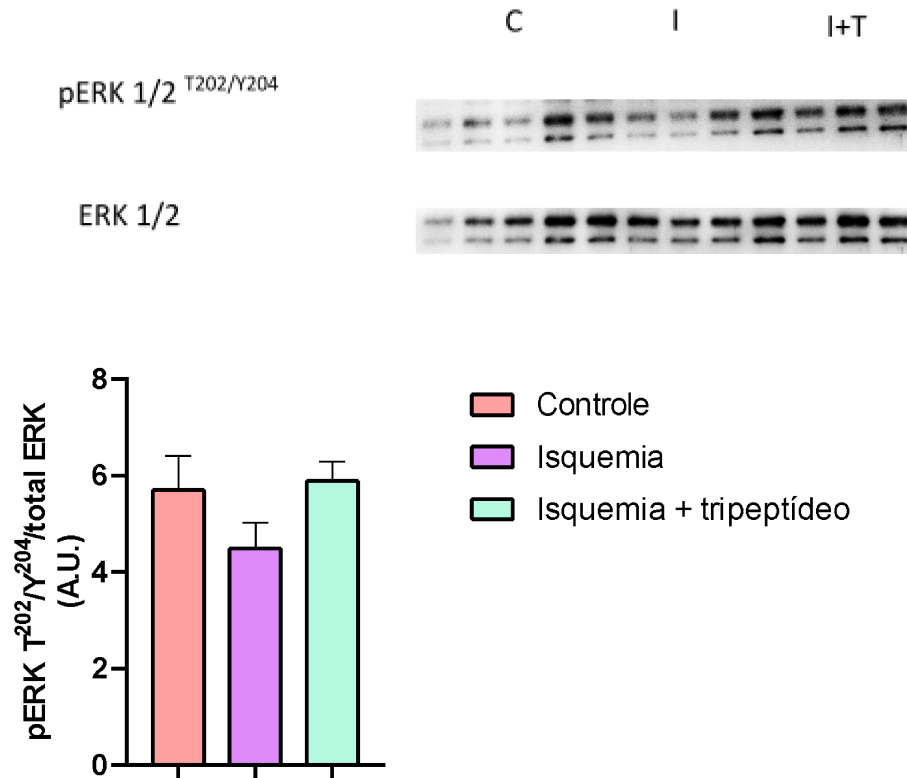 C I I+T
pERK 1/2 T202/Y204
ERK 1/2
8
6
4
2
0
pERK T202/Y204/total ERK
(A.U.)
Controle
Isquemia
Isquemia + tripeptídeo